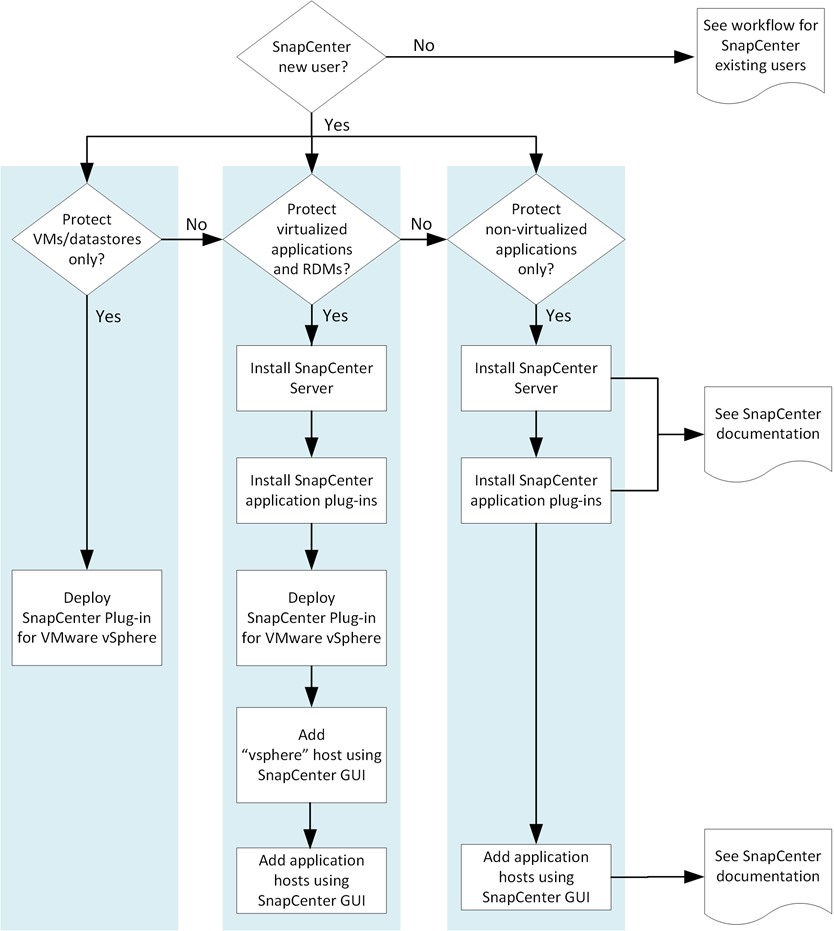 SnapCenter
new user?
No
See workflow for
SnapCenter
existing users
Yes
Protect
VMs/datastores
only?
No
Protect
virtualized
applications
and RDMs?
No
Protect
non-virtualized
applications
only?
Yes
Yes
Yes
Install SnapCenter
Server
Install SnapCenter
Server
See SnapCenter
documentation
Install SnapCenter
application plug-ins
Install SnapCenter
application plug-ins
Deploy
SnapCenter Plug-in
for VMware vSphere
Deploy
SnapCenter Plug-in
for VMware vSphere
Add
“vsphere” host using
SnapCenter GUI
Add application
hosts using
SnapCenter GUI
Add application
hosts using
SnapCenter GUI
See SnapCenter
documentation